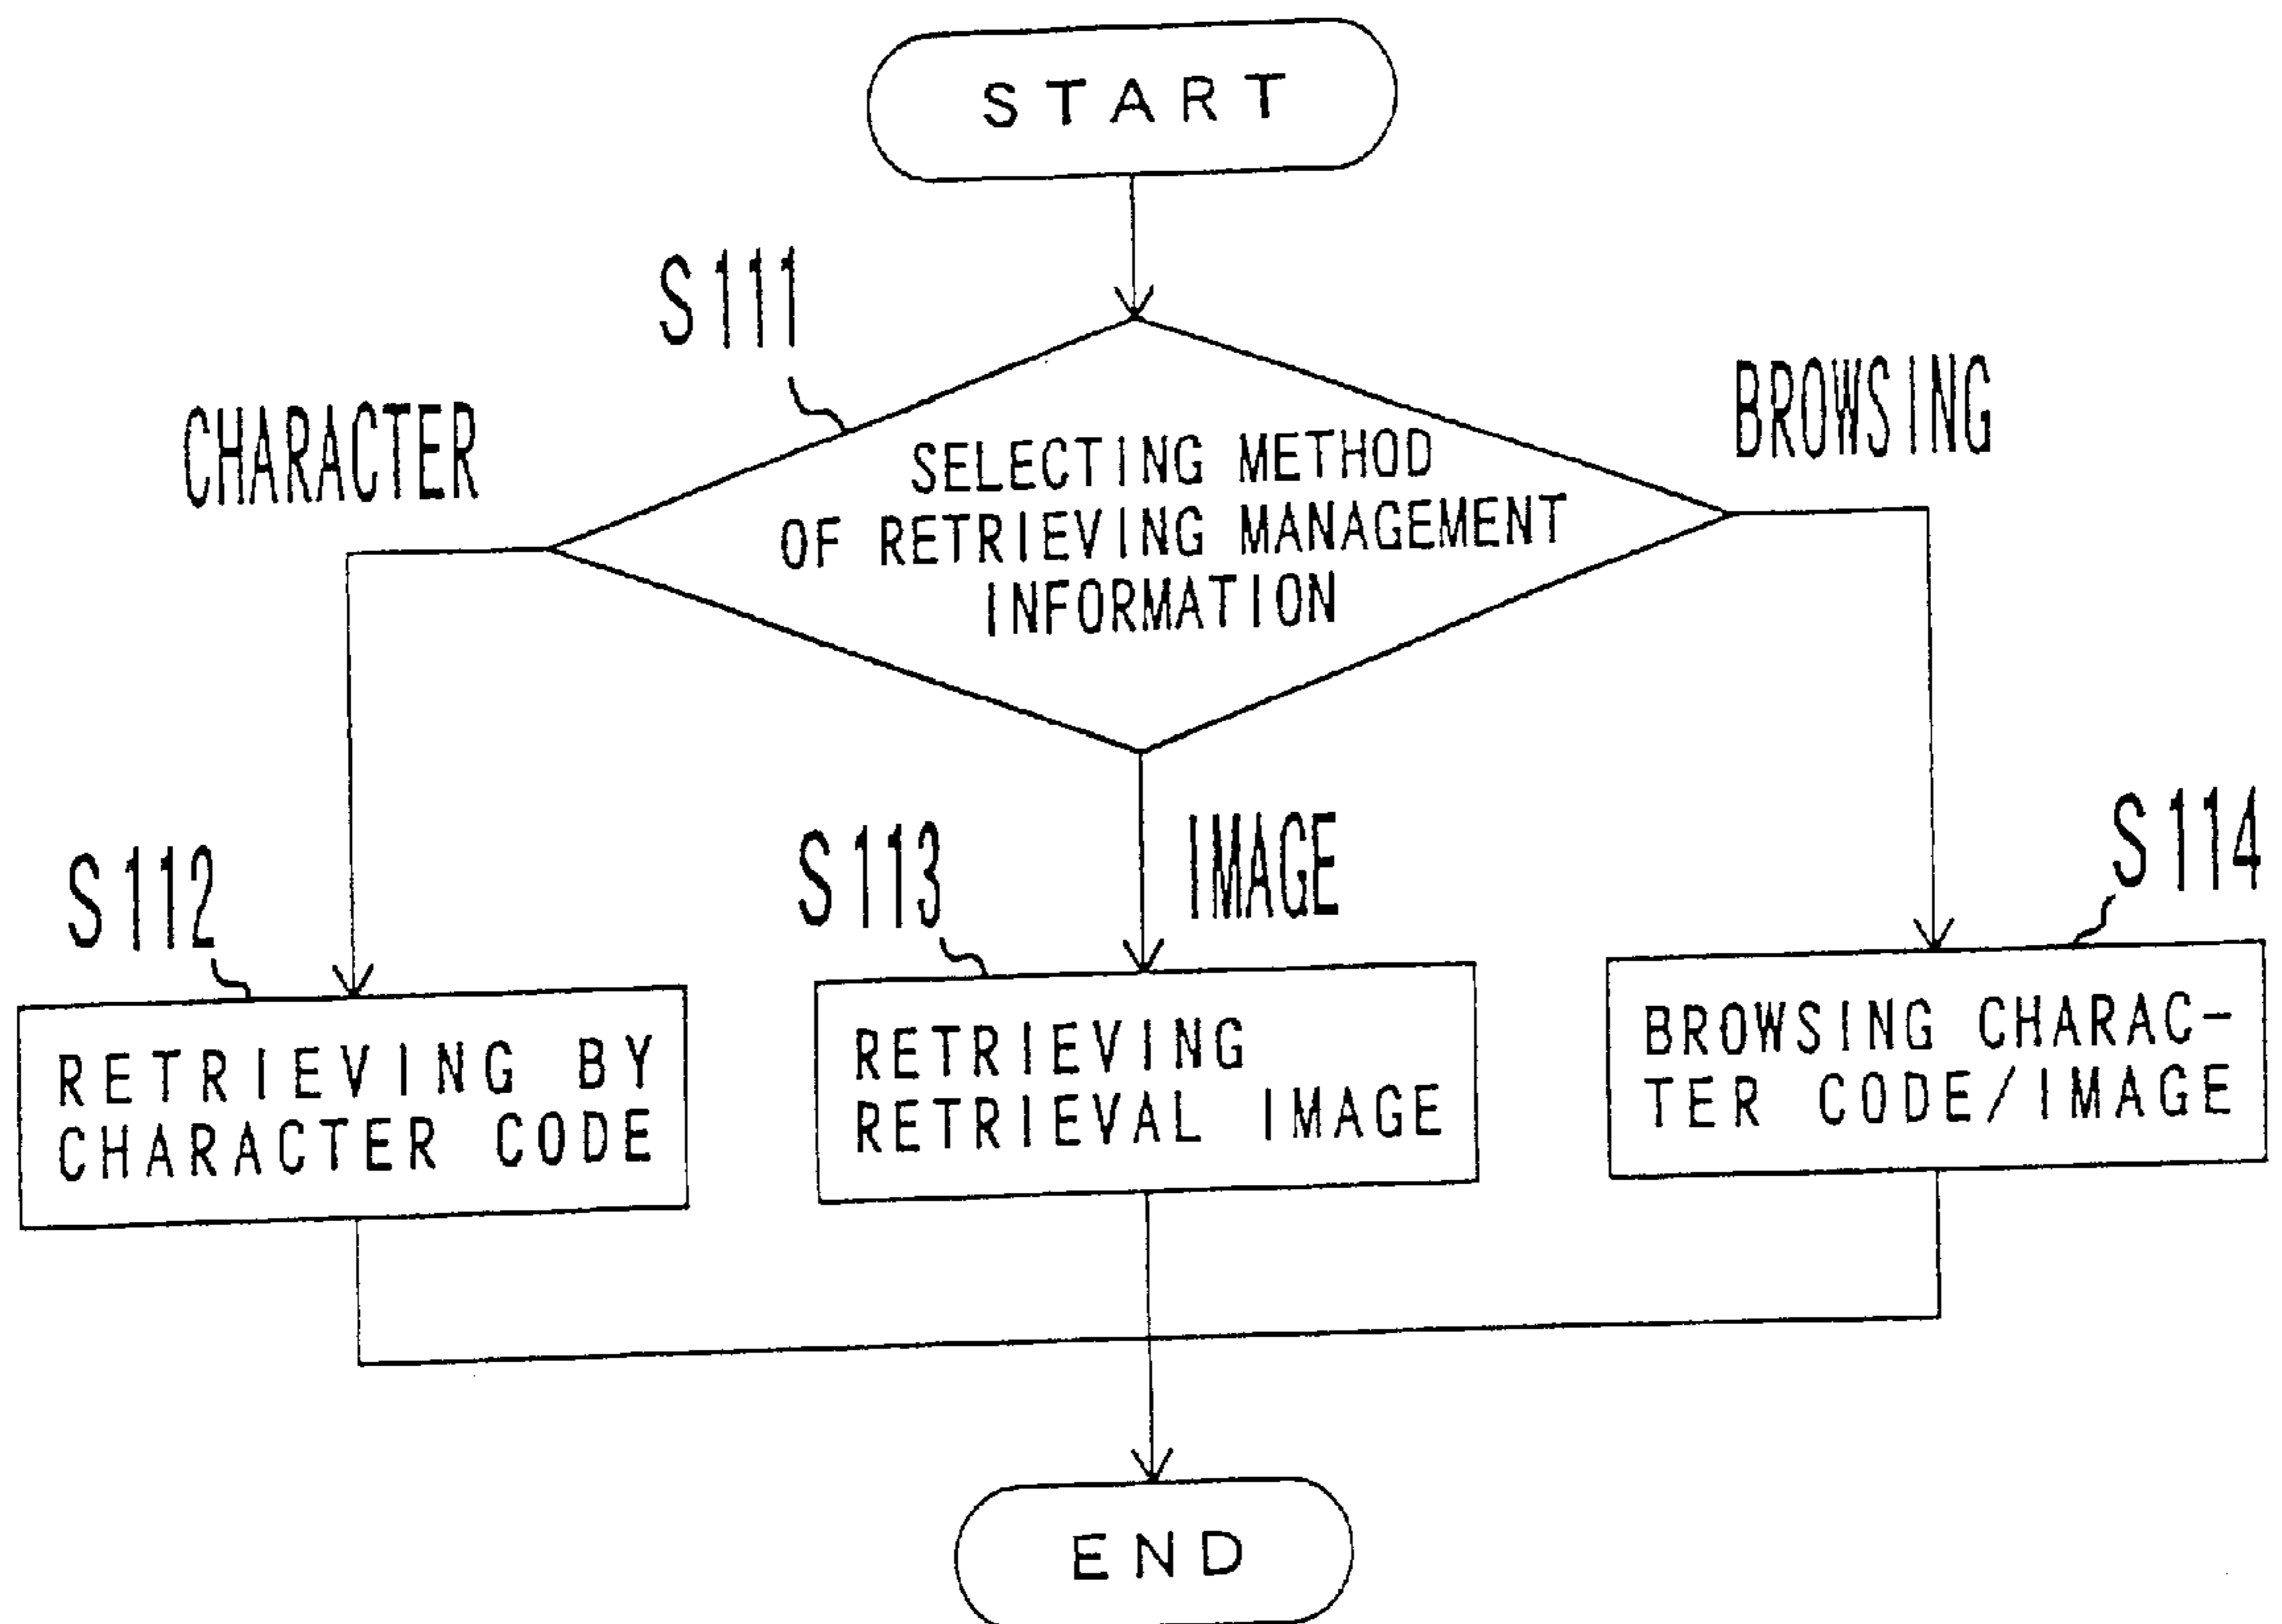 START
S111
CHARACTER
BROWSING
SELECTING METHOD
OF RETRIEVING MANAGEMENT
INFORMATION
S112
S113
IMAGE
S114
RETRIEVING BY
CHARACTER CODE
RETRIEVING
RETRIEVAL IMAGE
BROWSING CHARAC-
TER CODE/IMAGE
END